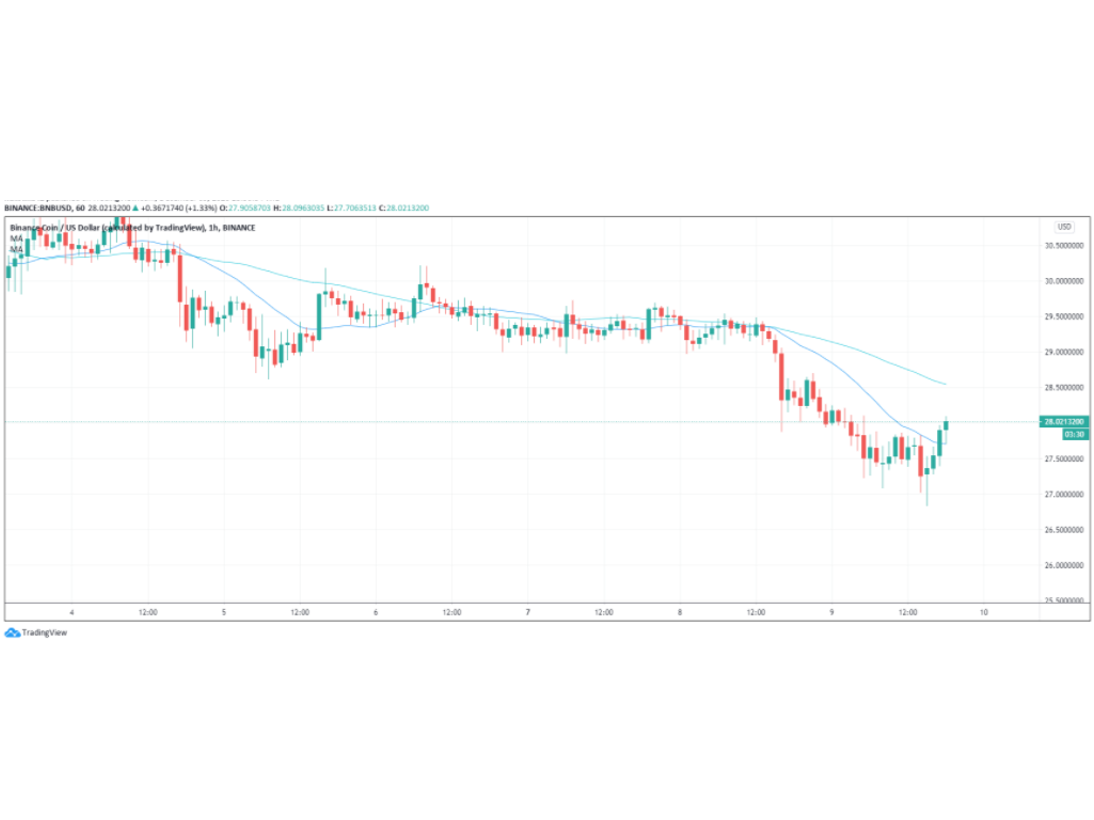 BINANCE:BNBUSD, 60 28.0213200 ▲ +0.3671740 (+1.33%) O:27.9058703 H:28.0963035 L:27.7063513 C:28.0213200
Binance Coin / US Dollar (calculated by TradingView), 1h, BINANCE
MA
MA
USD
30.5000000
30.0000000
29.5000000
29.0000000
28.5000000
28.0213200
03:30
27.5000000
27.0000000
26.5000000
26.0000000
25.5000000
4 12:00 5 12:00 6 12:00 7 12:00 8 12:00 9 12:00 10
TradingView